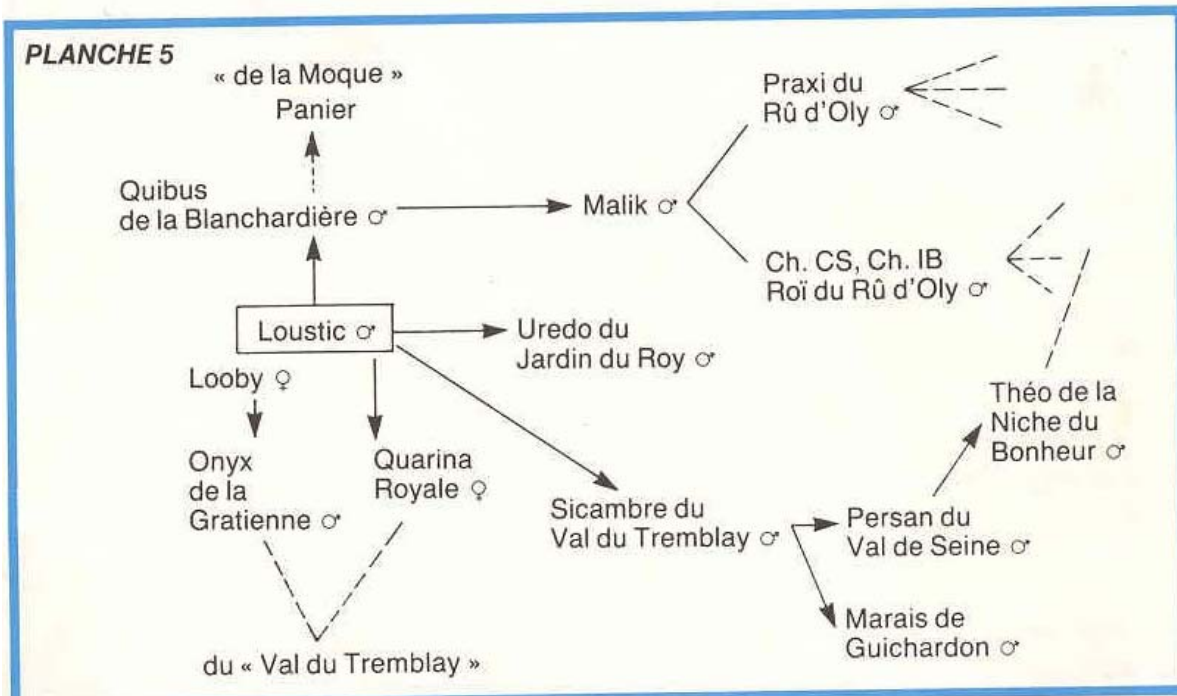 PLANCHE 5
« de la Moque »
Panier
Quibus
de la Blanchardière ♂
Malik ♂
Praxi du
Rû d'Oly ♂
Ch. CS, Ch. IB
Roï du Rû d'Oly ♂
Loustic ♂
Uredo du
Jardin du Roy ♂
Looby ♀
Onyx
de la
Gratienne ♂
Quarina
Royale ♀
Sicambre du
Val du Tremblay ♂
Théo de la
Niche du
Bonheur ♂
Persan du
Val de Seine ♂
Marais de
Guichardon ♂
du « Val du Tremblay »